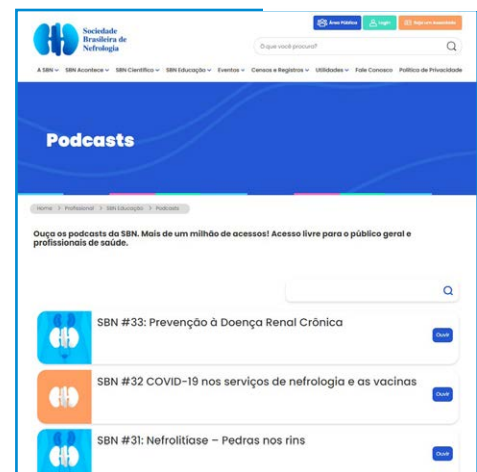 Sociedade
Brasileira de
Nefrologia
Área Pública
Login
Seja um Associado
O que você procura?
A SBN SBN Acontece SBN Científico SBN Educação Eventos Censos e Registros Utilidades Fale Conosco Política de Privacidade
Podcasts
Home > Profissional > SBN Educação > Podcasts
Ouça os podcasts da SBN. Mais de um milhão de acessos! Acesso livre para o público geral e
profissionais de saúde.
SBN #33: Prevenção à Doença Renal Crônica
Ouvir
SBN #32 COVID-19 nos serviços de nefrologia e as vacinas
Ouvir
SBN #31: Nefrolitíase – Pedras nos rins
Ouvir